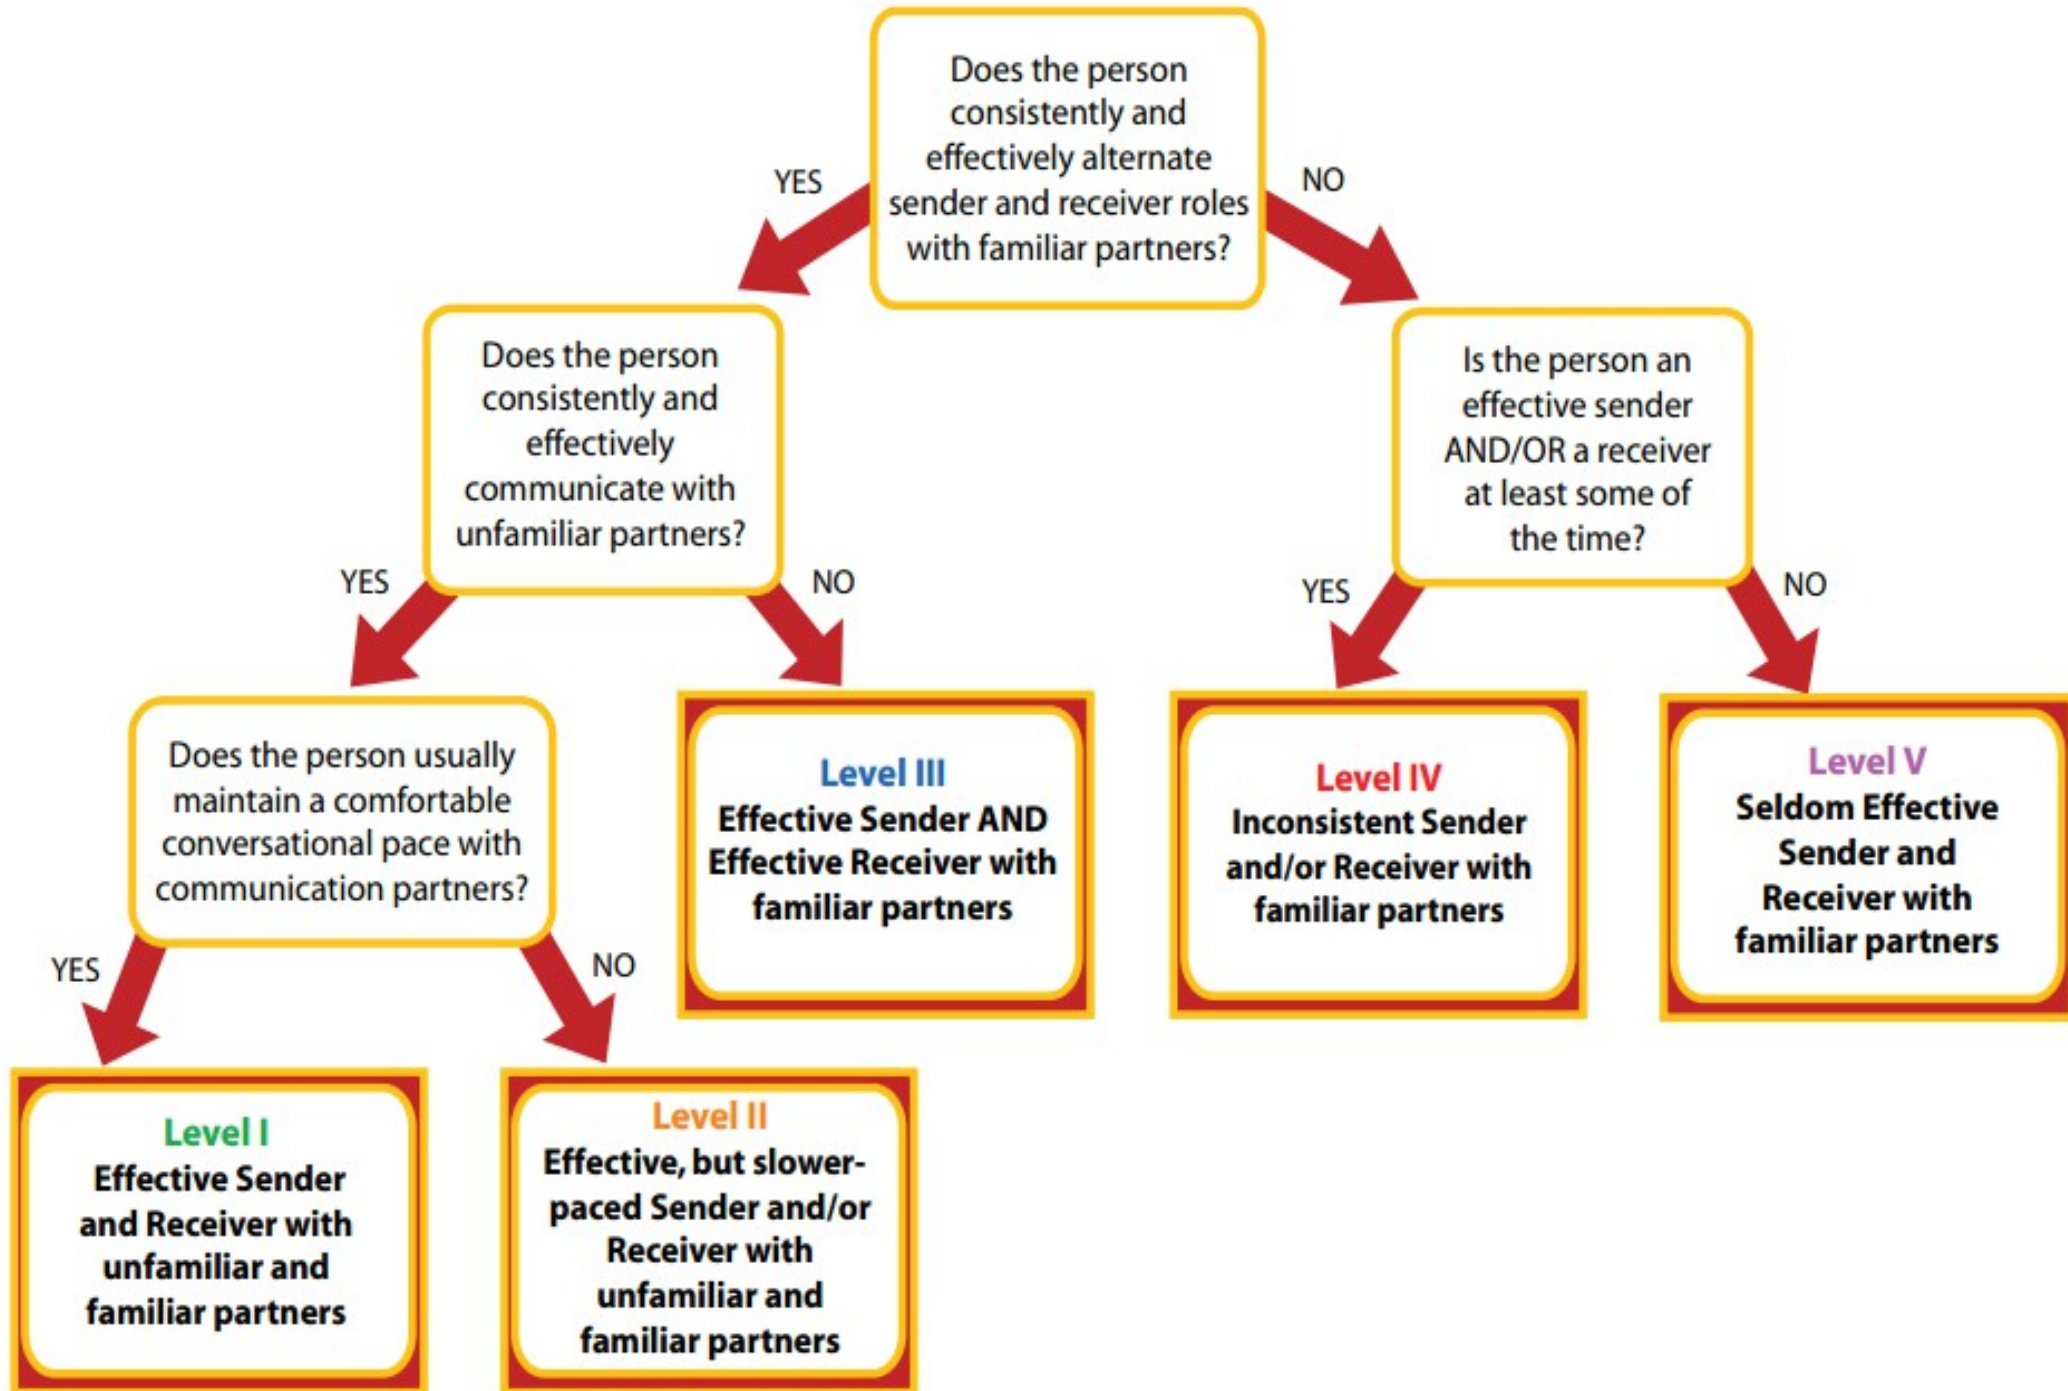 Does the person
consistently and
effectively alternate
sender and receiver roles
with familiar partners?
YES
NO
Does the person
consistently and
effectively
communicate with
unfamiliar partners?
Is the person an
effective sender
AND/OR a receiver
at least some of
the time?
YES
NO
YES
NO
Does the person usually
maintain a comfortable
conversational pace with
communication partners?
Level III
Effective Sender AND
Effective Receiver with
familiar partners
Level IV
Inconsistent Sender
and/or Receiver with
familiar partners
Level V
Seldom Effective
Sender and
Receiver with
familiar partners
YES
NO
Level I
Effective Sender
and Receiver with
unfamiliar and
familiar partners
Level II
Effective, but slower-
paced Sender and/or
Receiver with
unfamiliar and
familiar partners